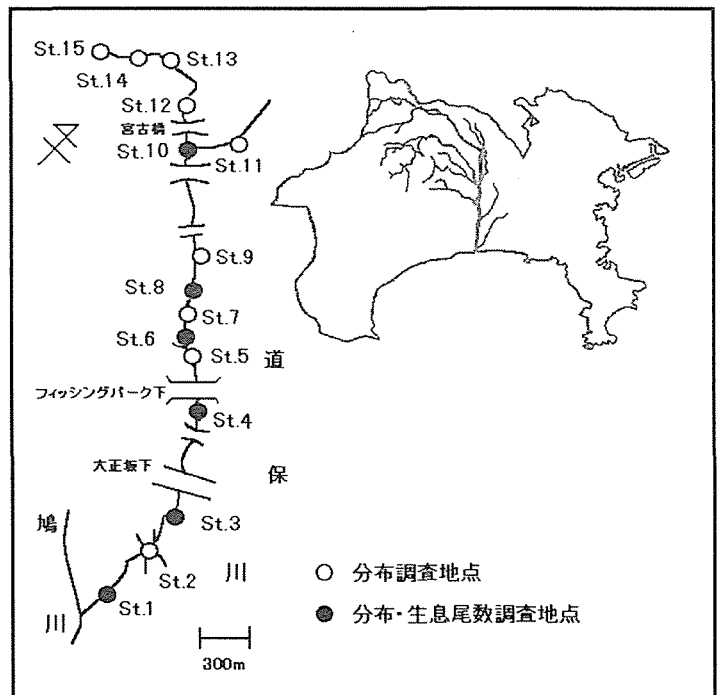 St.15
St.13
St.14
St.12
宮古橋
St.10
St.11
St.9
St.8
St.7
St.6
St.5
道
フィッシングパーク下
St.4
大正坂下
保
St.3
鳩
St.2
川
St.1
川
300m
○ 分布調査地点
● 分布・生息尾数調査地点